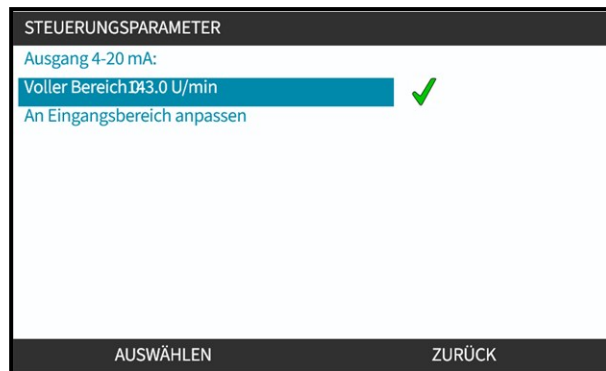 STEUERUNGSPARAMETER
Ausgang 4-20 mA:
Voller Bereich 43.0 U/min
An Eingangsbereich anpassen
AUSWÄHLEN ZURÜCK